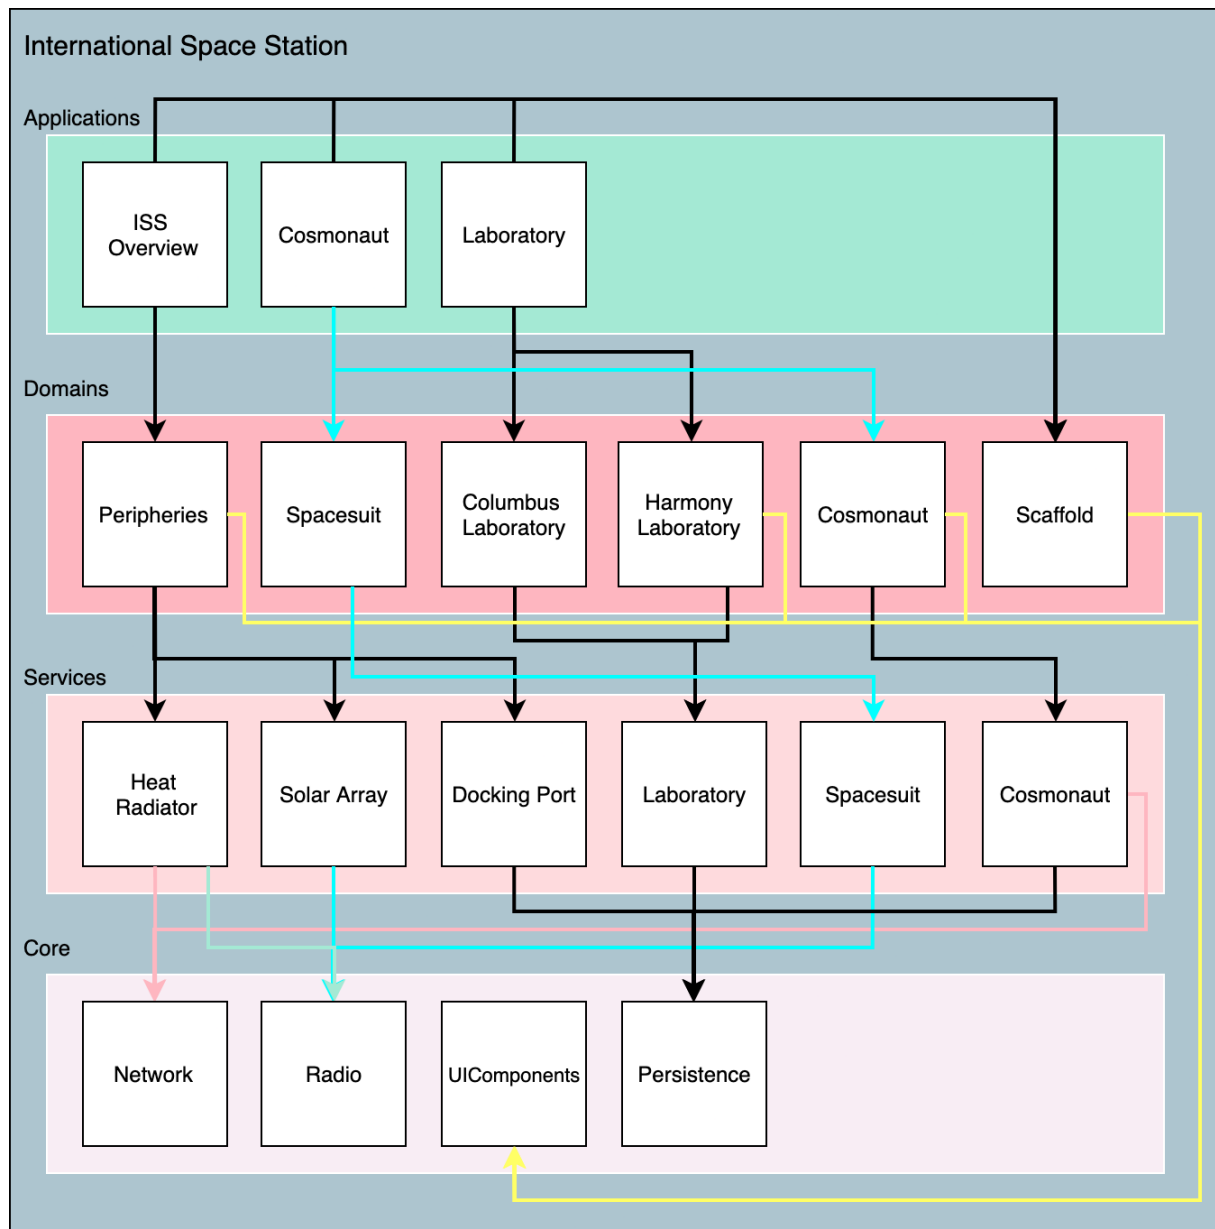 International Space Station
Applications
ISS
Overview
Cosmonaut
Laboratory
Domains
Peripheries
Spacesuit
Columbus
Laboratory
Harmony
Laboratory
Cosmonaut
Scaffold
Services
Heat
Radiator
Solar Array
Docking Port
Laboratory
Spacesuit
Cosmonaut
Core
Network
Radio
UIComponents
Persistence